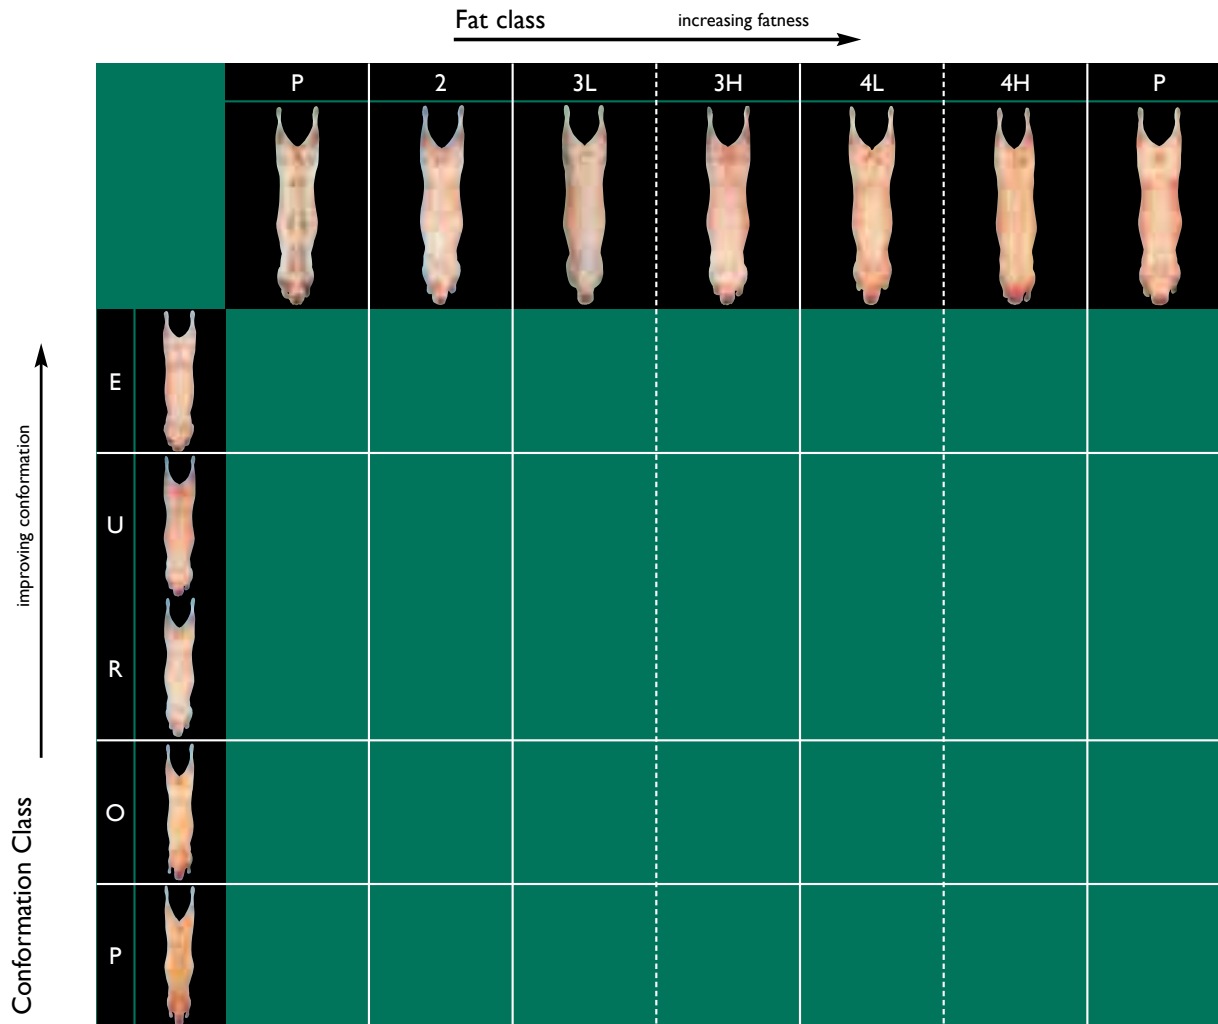 Fat class
increasing fatness
P 2 3L 3H 4L 4H P
E
U
R
O
P
improving conformation
Conformation Class